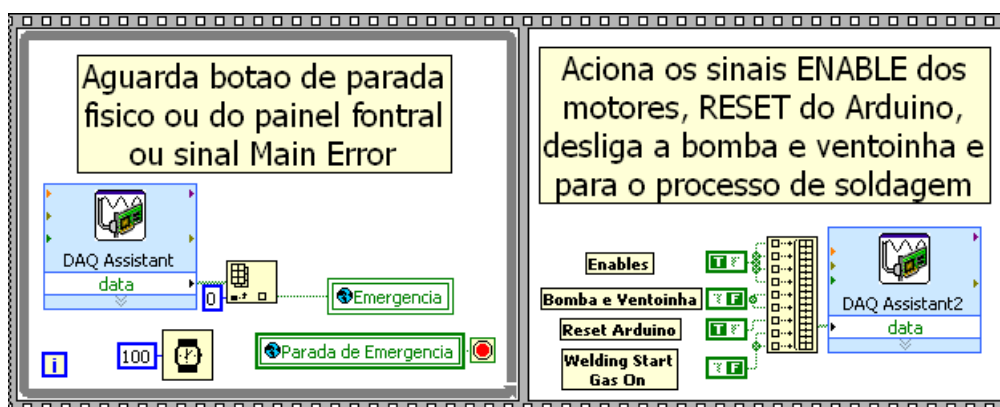 Aguarda botao de parada
fisico ou do painel fontral
ou sinal Main Error
DAQ Assistant
data
0
Emergencia
100
Parada de Emergencia
i
Aciona os sinais ENABLE dos
motores, RESET do Arduino,
desliga a bomba e ventoinha e
para o processo de soldagem
Enables
T
Bomba e Ventoinha
F
Reset Arduino
T
Welding Start
Gas On
F
DAQ Assistant2
data